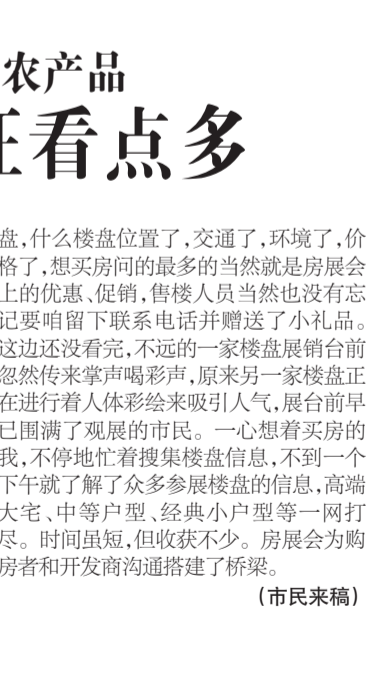 农产品
看点多
盘,什么楼盘位置了,交通了,环境了,价
格了,想买房问的最多的当然就是房展会
上的优惠、促销,售楼人员当然也没有忘
记要咱留下联系电话并赠送了小礼品。
这边还没看完,不远的一家楼盘展销台前
忽然传来掌声喝彩声,原来另一家楼盘正
在进行着人体彩绘来吸引人气,展台前早
已围满了观展的市民。一心想着买房的
我,不停地忙着搜集楼盘信息,不到一个
下午就了解了众多参展楼盘的信息,高端
大宅、中等户型、经典小户型等一网打
尽。时间虽短,但收获不少。房展会为购
房者和开发商沟通搭建了桥梁。
(市民来稿)